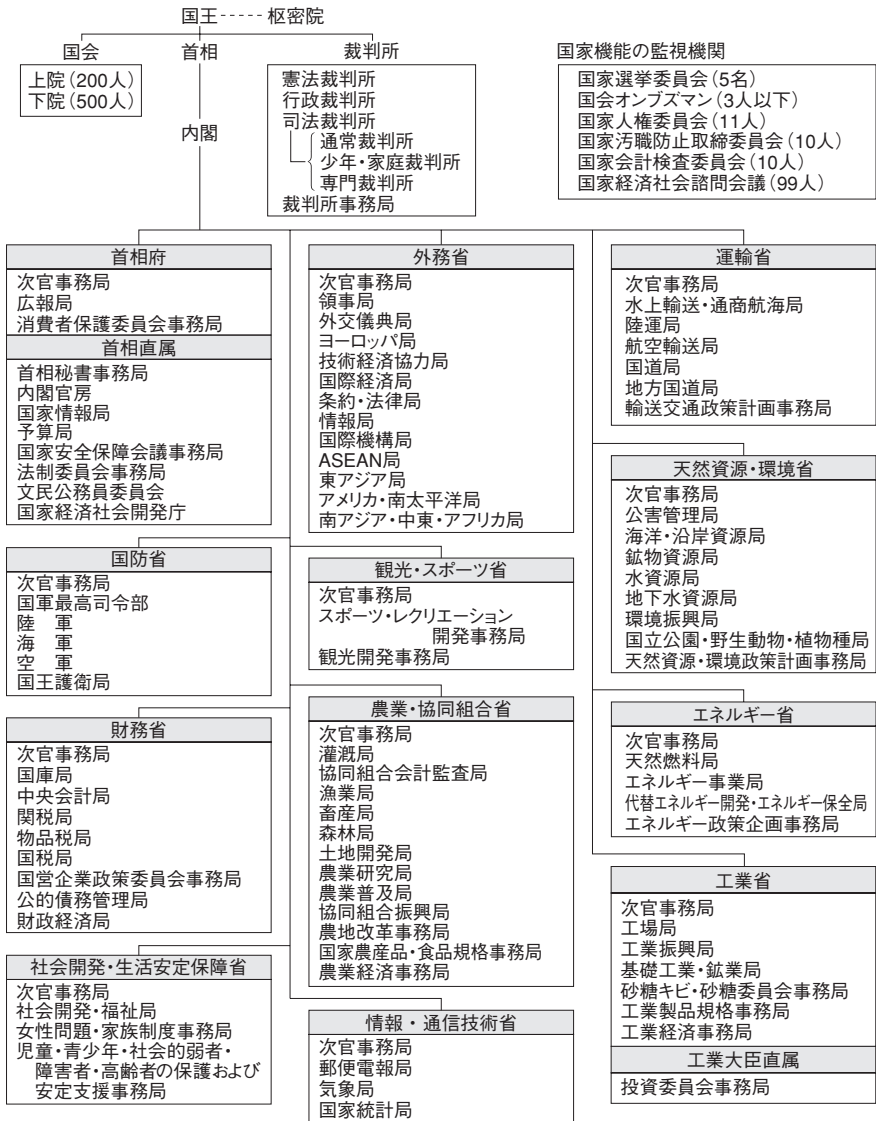 国王-----枢密院
国会
首相
裁判所
国家機能の監視機関
上院(200人)
下院(500人)
内閣
憲法裁判所
行政裁判所
司法裁判所
通常裁判所
少年・家庭裁判所
専門裁判所
裁判所事務局
国家選挙委員会(5名)
国会オンブズマン(3人以下)
国家人権委員会(11人)
国家汚職防止取締委員会(10人)
国家会計検査委員会(10人)
国家経済社会諮問会議(99人)
首相府
次官事務局
広報局
消費者保護委員会事務局
首相直属
首相秘書事務局
内閣官房
国家情報局
予算局
国家安全保障会議事務局
法制委員会事務局
文民公務員委員会
国家経済社会開発庁
国防省
次官事務局
国軍最高司令部
陸 軍
海 軍
空 軍
国王護衛局
財務省
次官事務局
国庫局
中央会計局
関税局
物品税局
国税局
国営企業政策委員会事務局
公的債務管理局
財政経済局
社会開発・生活安定保障省
次官事務局
社会開発・福祉局
女性問題・家族制度事務局
児童・青少年・社会的弱者・
障害者・高齢者の保護および
安定支援事務局
外務省
次官事務局
領事局
外交儀典局
ヨーロッパ局
技術経済協力局
国際経済局
条約・法律局
情報局
国際機構局
ASEAN局
東アジア局
アメリカ・南太平洋局
南アジア・中東・アフリカ局
観光・スポーツ省
次官事務局
スポーツ・レクリエーション
開発事務局
観光開発事務局
農業・協同組合省
次官事務局
灌漑局
協同組合会計監査局
漁業局
畜産局
森林局
土地開発局
農業研究局
農業普及局
協同組合振興局
農地改革事務局
国家農産品・食品規格事務局
農業経済事務局
情報・通信技術省
次官事務局
郵便電報局
気象局
国家統計局
運輸省
次官事務局
水上輸送・通商航海局
陸運局
航空輸送局
国道局
地方国道局
輸送交通政策計画事務局
天然資源・環境省
次官事務局
公害管理局
海洋・沿岸資源局
鉱物資源局
水資源局
地下水資源局
環境振興局
国立公園・野生動物・植物種局
天然資源・環境政策計画事務局
エネルギー省
次官事務局
天然燃料局
エネルギー事業局
代替エネルギー開発・エネルギー保全局
エネルギー政策企画事務局
工業省
次官事務局
工場局
工業振興局
基礎工業・鉱業局
砂糖キビ・砂糖委員会事務局
工業製品規格事務局
工業経済事務局
工業大臣直属
投資委員会事務局